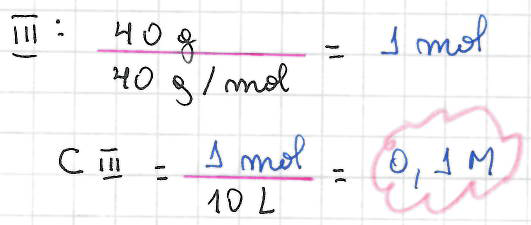 III: 40 g / 40 g/mol = 1 mol
C III = 1 mol / 10 L = 0,1 M